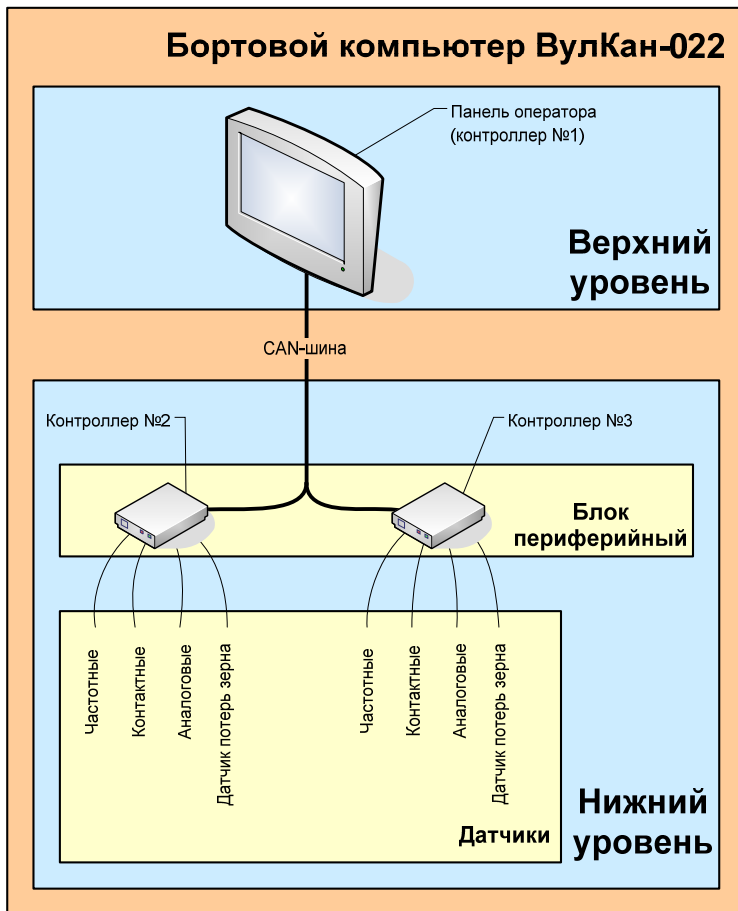 Бортовой компьютер ВулКан-022
Панель оператора
(контроллер №1)
Верхний
уровень
CAN-шина
Контроллер №2
Контроллер №3
Блок
периферийный
Частотные
Контактные
Аналоговые
Датчик потерь зерна
Частотные
Контактные
Аналоговые
Датчик потерь зерна
Датчики
Нижний
уровень